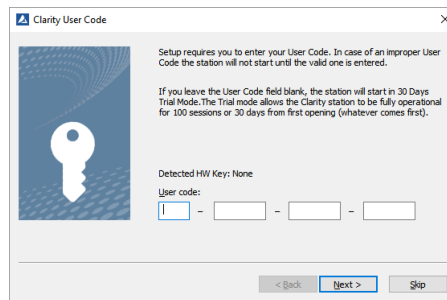 Clarity User Code
Setup requires you to enter your User Code. In case of an improper User
Code the station will not start until the valid one is entered.
If you leave the User Code field blank, the station will start in 30 Days
Trial Mode.The Trial mode allows the Clarity station to be fully operational
for 100 sessions or 30 days from first opening (whatever comes first).
Detected HW Key: None
User code:
– – –
< Back Next > Skip